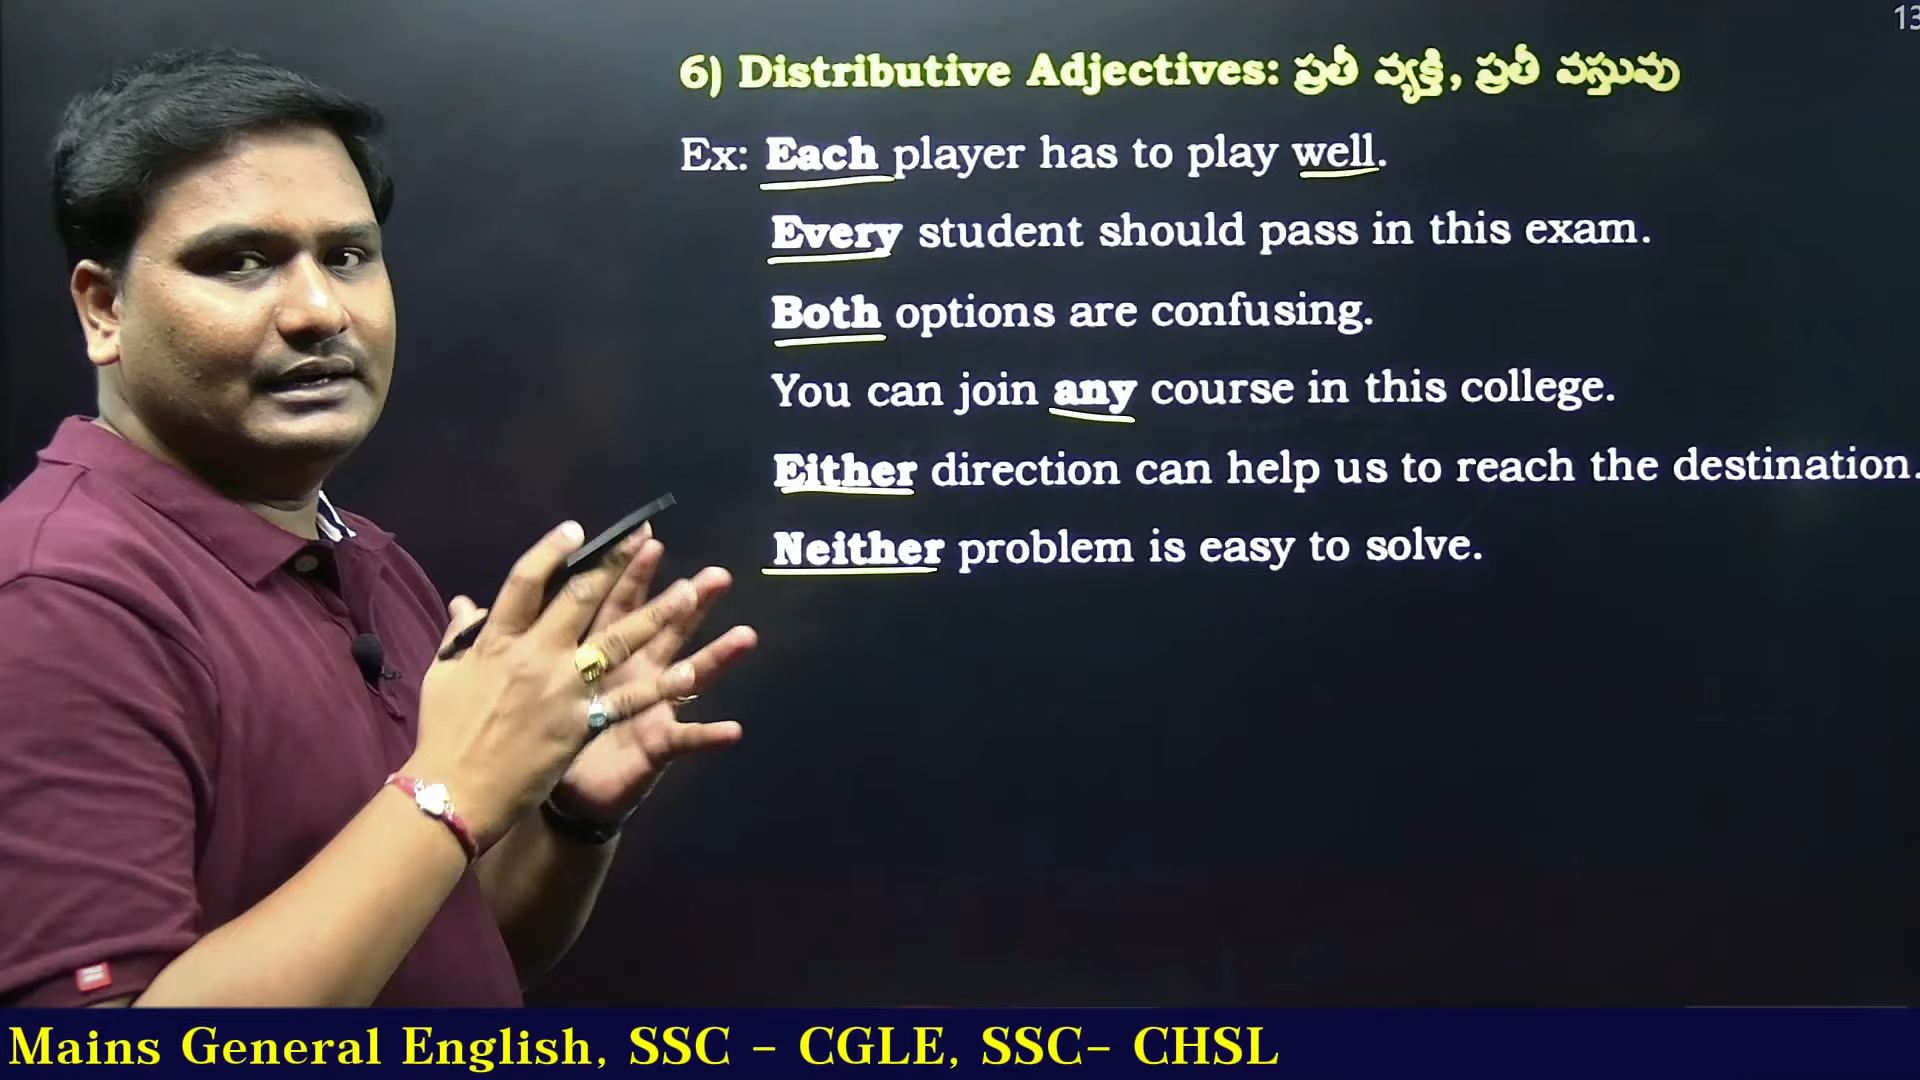 13
6) Distributive Adjectives: ప్రతీ వ్యక్తి, ప్రతీ వస్తువు
Ex: Each player has to play well.
Every student should pass in this exam.
Both options are confusing.
You can join any course in this college.
Either direction can help us to reach the destination.
Neither problem is easy to solve.
Mains General English, SSC - CGLE, SSC- CHSL